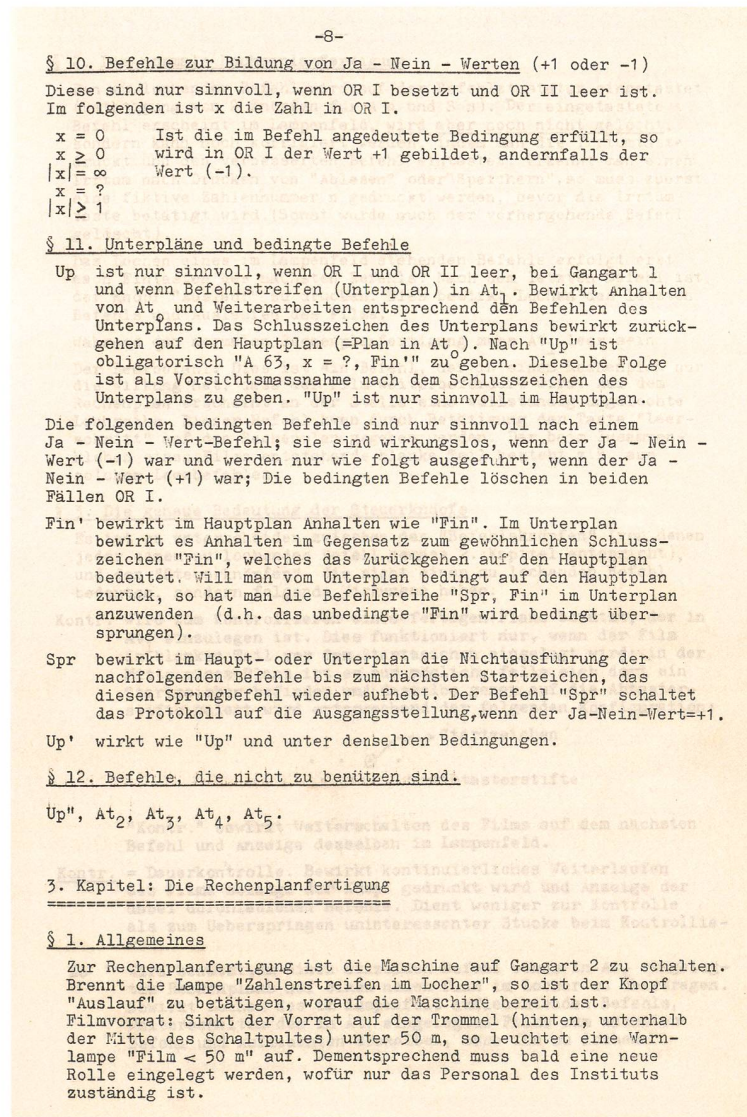 -8-
§ 10. Befehle zur Bildung von Ja - Nein - Werten (+1 oder -1)
Diese sind nur sinnvoll, wenn OR I besetzt und OR II leer ist.
Im folgenden ist x die Zahl in OR I.
x = 0 Ist die im Befehl angedeutete Bedingung erfüllt, so
x ≥ 0 wird in OR I der Wert +1 gebildet, andernfalls der
|x|= ∞ Wert (-1).
x = ?
|x|≥ 1
§ 11. Unterpläne und bedingte Befehle
Up ist nur sinnvoll, wenn OR I und OR II leer, bei Gangart 1
und wenn Befehlstreifen (Unterplan) in At₁. Bewirkt Anhalten
von At₀ und Weiterarbeiten entsprechend den Befehlen des
Unterplans. Das Schlusszeichen des Unterplans bewirkt zurück-
gehen auf den Hauptplan (=Plan in At₀). Nach "Up" ist
obligatorisch "A 63, x = ?, Fin'" zu geben. Dieselbe Folge
ist als Vorsichtsmassnahme nach dem Schlusszeichen des
Unterplans zu geben. "Up" ist nur sinnvoll im Hauptplan.
Die folgenden bedingten Befehle sind nur sinnvoll nach einem
Ja - Nein - Wert-Befehl; sie sind wirkungslos, wenn der Ja - Nein -
Wert (-1) war und werden nur wie folgt ausgeführt, wenn der Ja -
Nein - Wert (+1) war; Die bedingten Befehle löschen in beiden
Fällen OR I.
Fin' bewirkt im Hauptplan Anhalten wie "Fin". Im Unterplan
bewirkt es Anhalten im Gegensatz zum gewöhnlichen Schluss-
zeichen "Fin", welches das Zurückgehen auf den Hauptplan
bedeutet. Will man vom Unterplan bedingt auf den Hauptplan
zurück, so hat man die Befehlsreihe "Spr, Fin" im Unterplan
anzuwenden (d.h. das unbedingte "Fin" wird bedingt über-
sprungen).
Spr bewirkt im Haupt- oder Unterplan die Nichtausführung der
nachfolgenden Befehle bis zum nächsten Startzeichen, das
diesen Sprungbefehl wieder aufhebt. Der Befehl "Spr" schaltet
das Protokoll auf die Ausgangsstellung,wenn der Ja-Nein-Wert=+1.
Up' wirkt wie "Up" und unter denselben Bedingungen.
§ 12. Befehle, die nicht zu benützen sind.
Up", At₂, At₃, At₄, At₅.
3. Kapitel: Die Rechenplanfertigung
===================================
§ 1. Allgemeines
Zur Rechenplanfertigung ist die Maschine auf Gangart 2 zu schalten.
Brennt die Lampe "Zahlenstreifen im Locher", so ist der Knopf
"Auslauf" zu betätigen, worauf die Maschine bereit ist.
Filmvorrat: Sinkt der Vorrat auf der Trommel (hinten, unterhalb
der Mitte des Schaltpultes) unter 50 m, so leuchtet eine Warn-
lampe "Film < 50 m" auf. Dementsprechend muss bald eine neue
Rolle eingelegt werden, wofür nur das Personal des Instituts
zuständig ist.